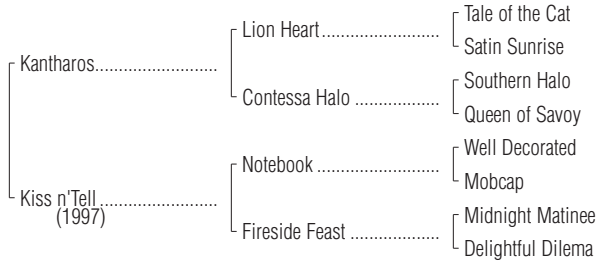 Tale of the Cat
Lion Heart
Satin Sunrise
Kantharos
Southern Halo
Contessa Halo
Queen of Savoy
Well Decorated
Notebook
Mobcap
Kiss n'Tell
(1997)
Midnight Matinee
Fireside Feast
Delightful Dilema